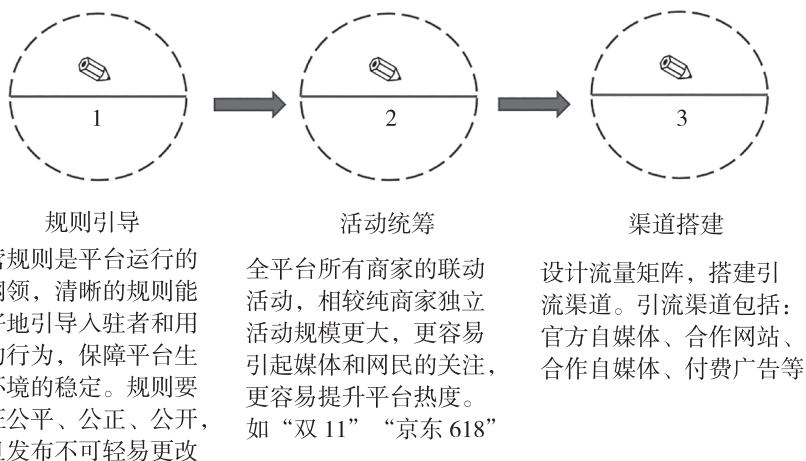 1
2
3
规则引导
营规则是平台运行的
纲领，清晰的规则能
好地引导入驻者和用
的行为，保障平台生
环境的稳定。规则要
证公平、公正、公开，
旦发布不可轻易更改
活动统筹
全平台所有商家的联动
活动，相较纯商家独立
活动规模更大，更容易
引起媒体和网民的关注，
更容易提升平台热度。
如“双 11”“京东 618”
渠道搭建
设计流量矩阵，搭建引
流渠道。引流渠道包括：
官方自媒体、合作网站、
合作自媒体、付费广告等